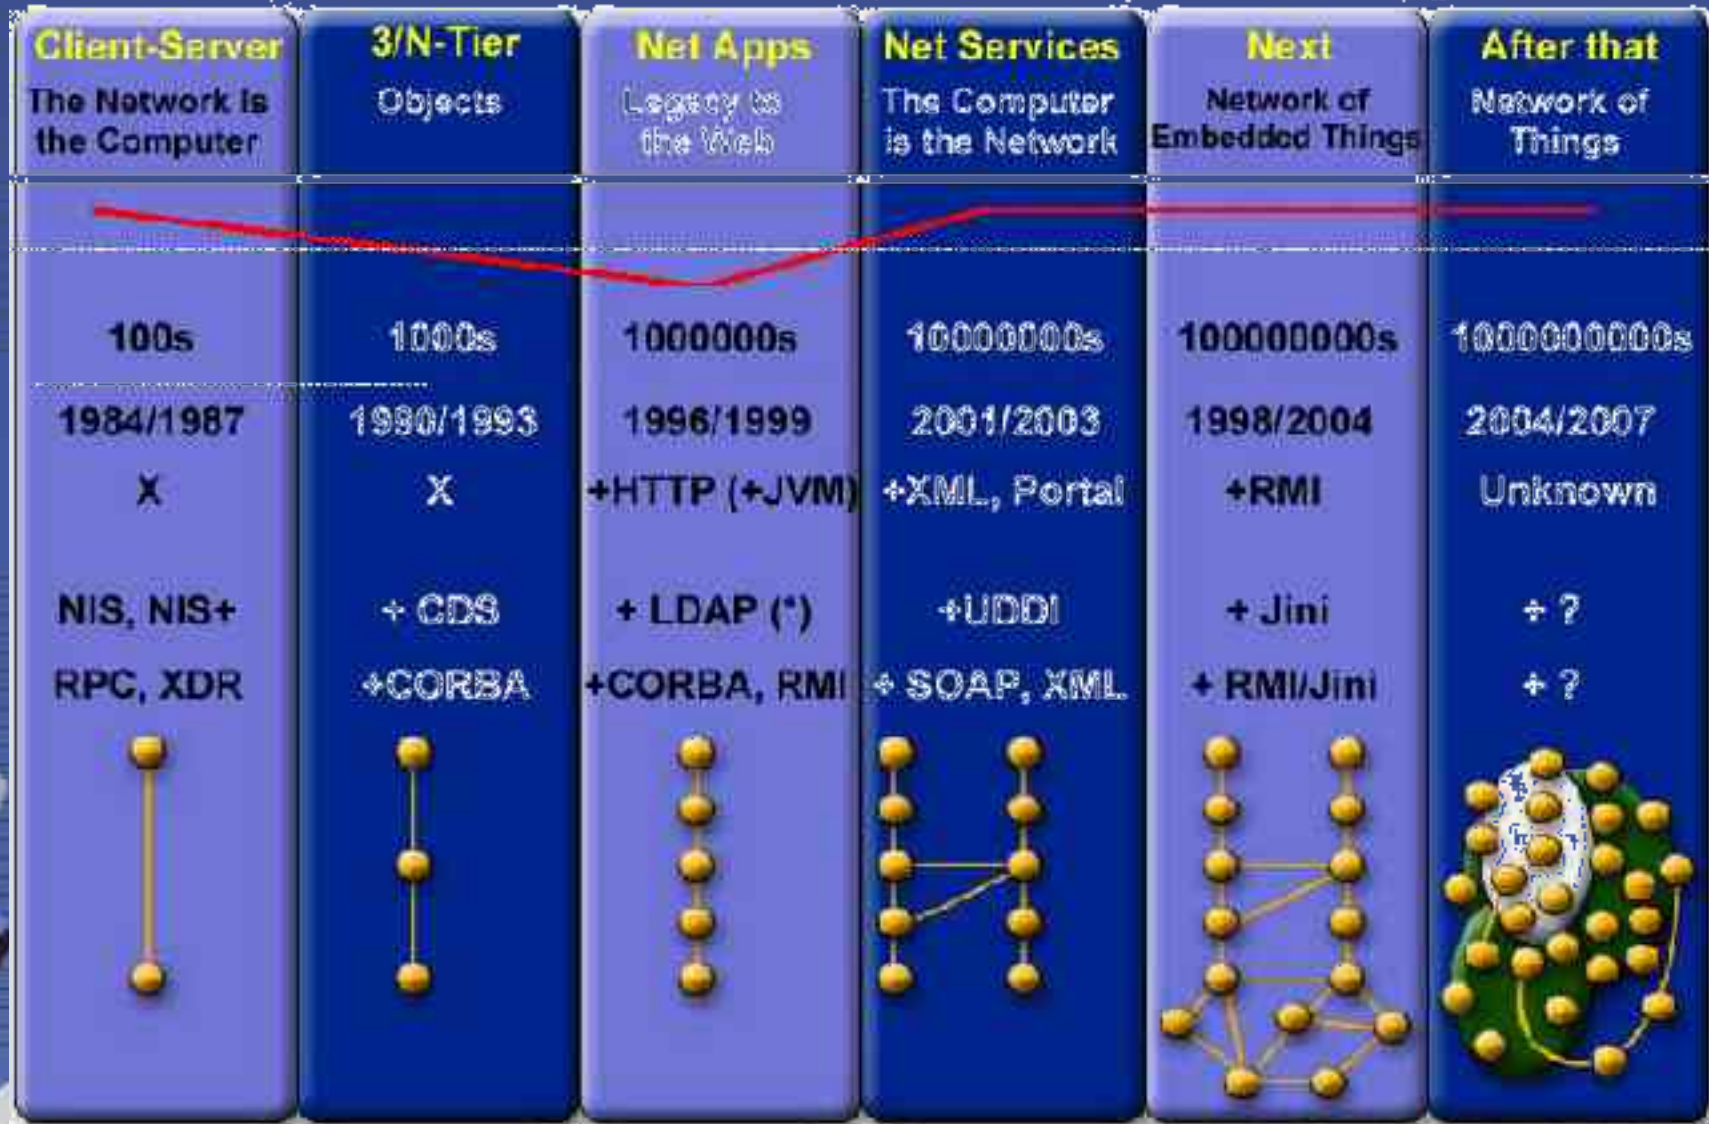 Client-Server
The Network is
the Computer
100s
1984/1987
X
NIS, NIS+
RPC, XDR
3/N-Tier
Objects
1000s
1990/1993
X
+ CDS
+CORBA
Net Apps
Legacy to
the Web
1000000s
1996/1999
+HTTP (+JVM)
+ LDAP (*)
+CORBA, RMI
Net Services
The Computer
is the Network
10000000s
2001/2003
+XML, Portal
+UDDI
+ SOAP, XML
Next
Network of
Embedded Things
100000000s
1998/2004
+RMI
+ Jini
+ RMI/Jini
After that
Network of
Things
1000000000s
2004/2007
Unknown
+ ?
+ ?